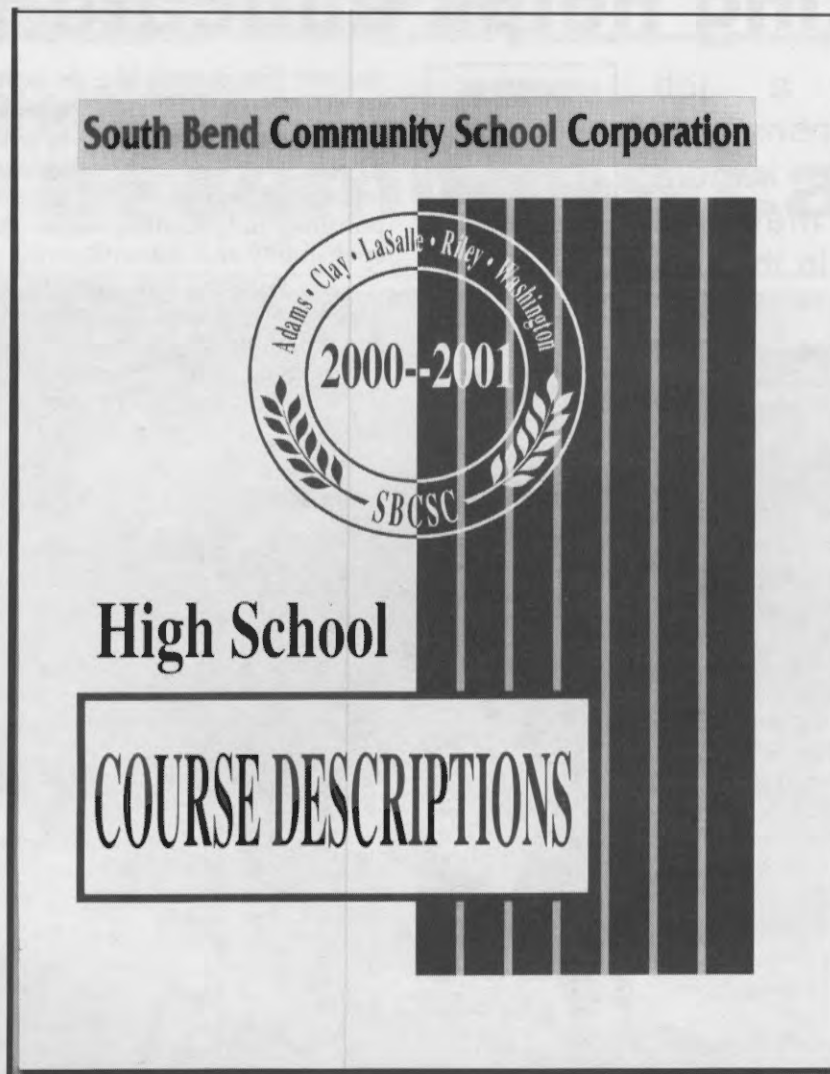 South Bend Community School Corporation
Adams • Clay • LaSalle • Riley • Washington
2000--2001
SBCSC
High School
COURSE DESCRIPTIONS